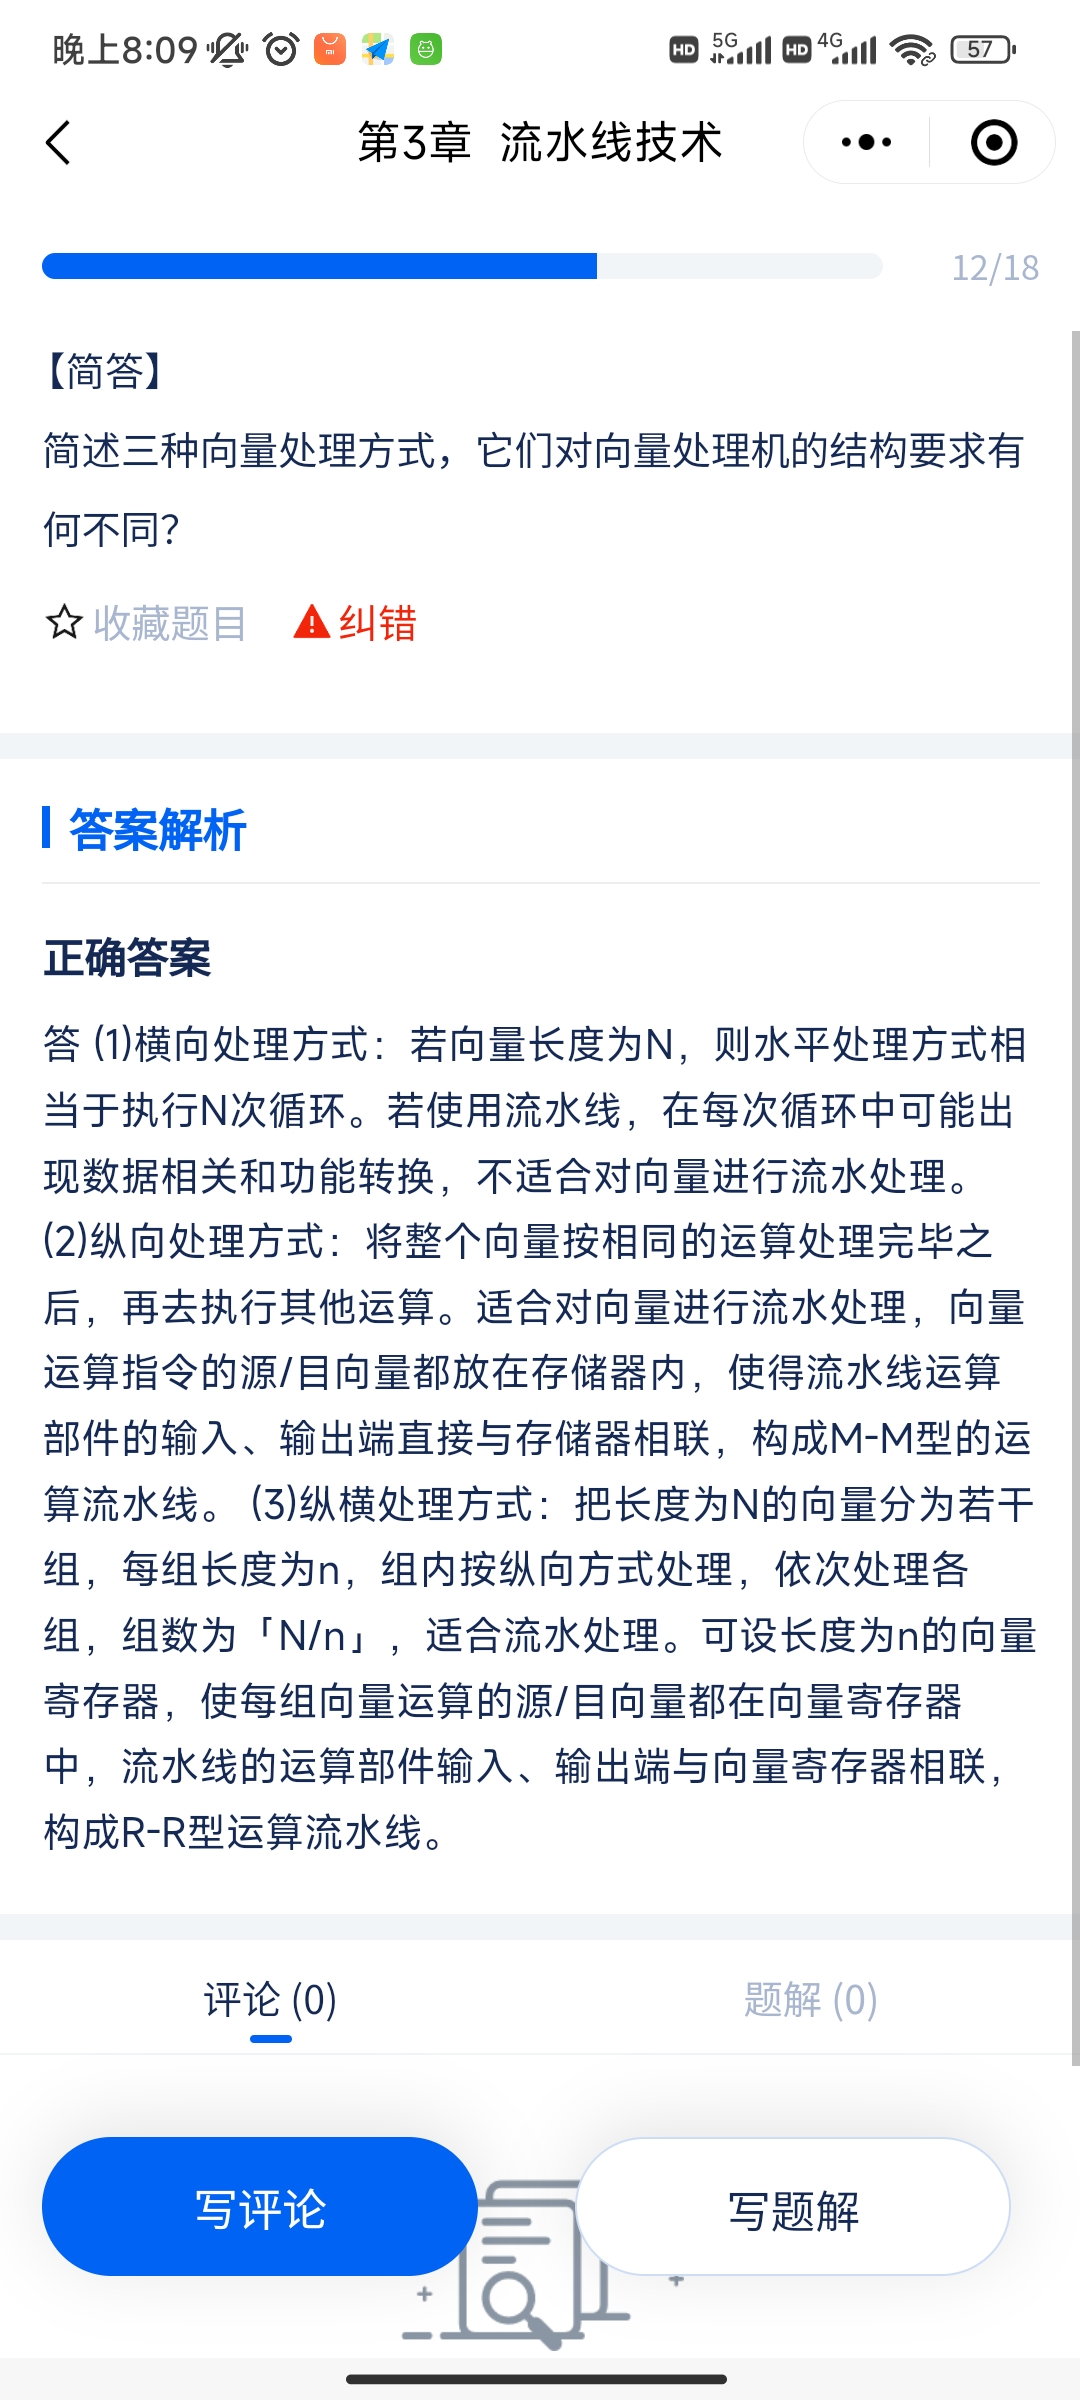 晚上8:09
HD 5G HD 4G 57
第3章 流水线技术
12/18
【简答】
简述三种向量处理方式，它们对向量处理机的结构要求有
何不同？
收藏题目 纠错
答案解析
正确答案
答 (1)横向处理方式：若向量长度为N，则水平处理方式相
当于执行N次循环。若使用流水线，在每次循环中可能出
现数据相关和功能转换，不适合对向量进行流水处理。
(2)纵向处理方式：将整个向量按相同的运算处理完毕之
后，再去执行其他运算。适合对向量进行流水处理，向量
运算指令的源/目向量都放在存储器内，使得流水线运算
部件的输入、输出端直接与存储器相联，构成M-M型的运
算流水线。 (3)纵横处理方式：把长度为N的向量分为若干
组，每组长度为n，组内按纵向方式处理，依次处理各
组，组数为「N/n」，适合流水处理。可设长度为n的向量
寄存器，使每组向量运算的源/目向量都在向量寄存器
中，流水线的运算部件输入、输出端与向量寄存器相联，
构成R-R型运算流水线。
评论 (0) 题解 (0)
写评论 写题解